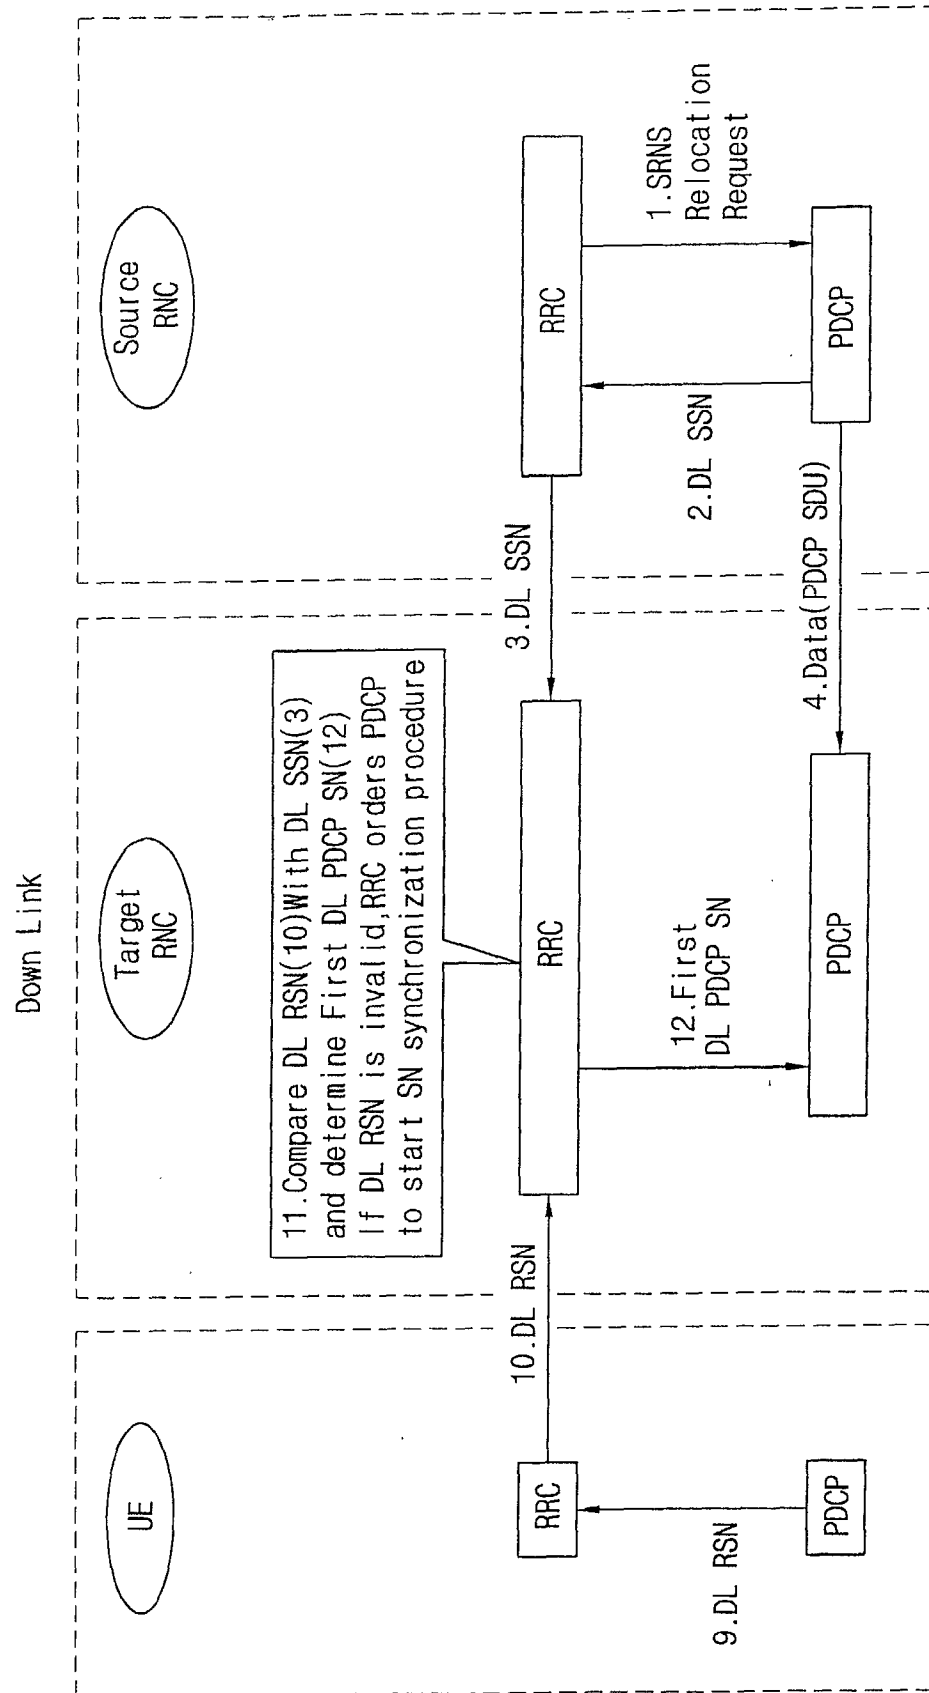 Down Link
UE
Target
RNC
Source
RNC
11.Compare DL RSN(10)With DL SSN(3)
and determine First DL PDCP SN(12)
If DL RSN is invalid,RRC orders PDCP
to start SN synchronization procedure
10.DL RSN
3.DL SSN
RRC
RRC
RRC
9.DL RSN
12.First
DL PDCP SN
2.DL SSN
1.SRNS
Relocation
Request
4.Data(PDCP SDU)
PDCP
PDCP
PDCP